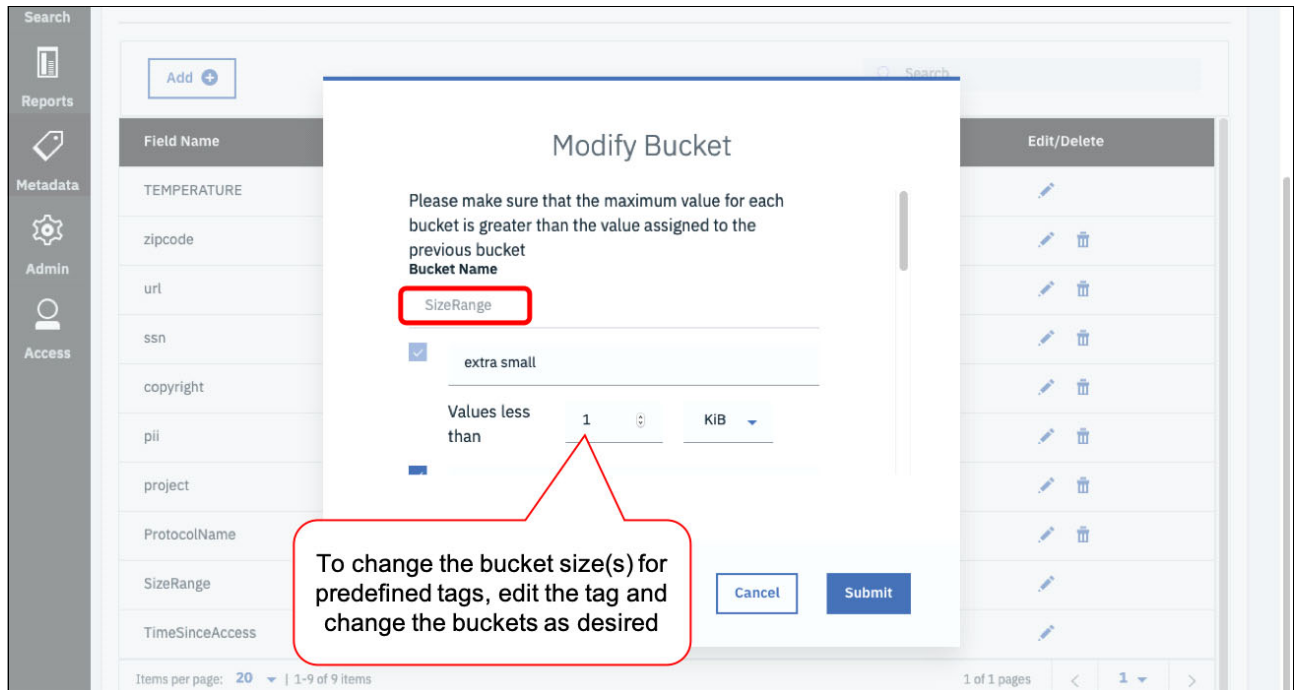 Search
Reports
Metadata
Admin
Access
Add
Search
Field Name
Edit/Delete
TEMPERATURE
zipcode
url
ssn
copyright
pii
project
ProtocolName
SizeRange
TimeSinceAccess
Items per page: 20 | 1-9 of 9 items
1 of 1 pages < 1 >
Modify Bucket
Please make sure that the maximum value for each
bucket is greater than the value assigned to the
previous bucket
Bucket Name
SizeRange
extra small
Values less
than
1
KiB
Cancel
Submit
To change the bucket size(s) for
predefined tags, edit the tag and
change the buckets as desired